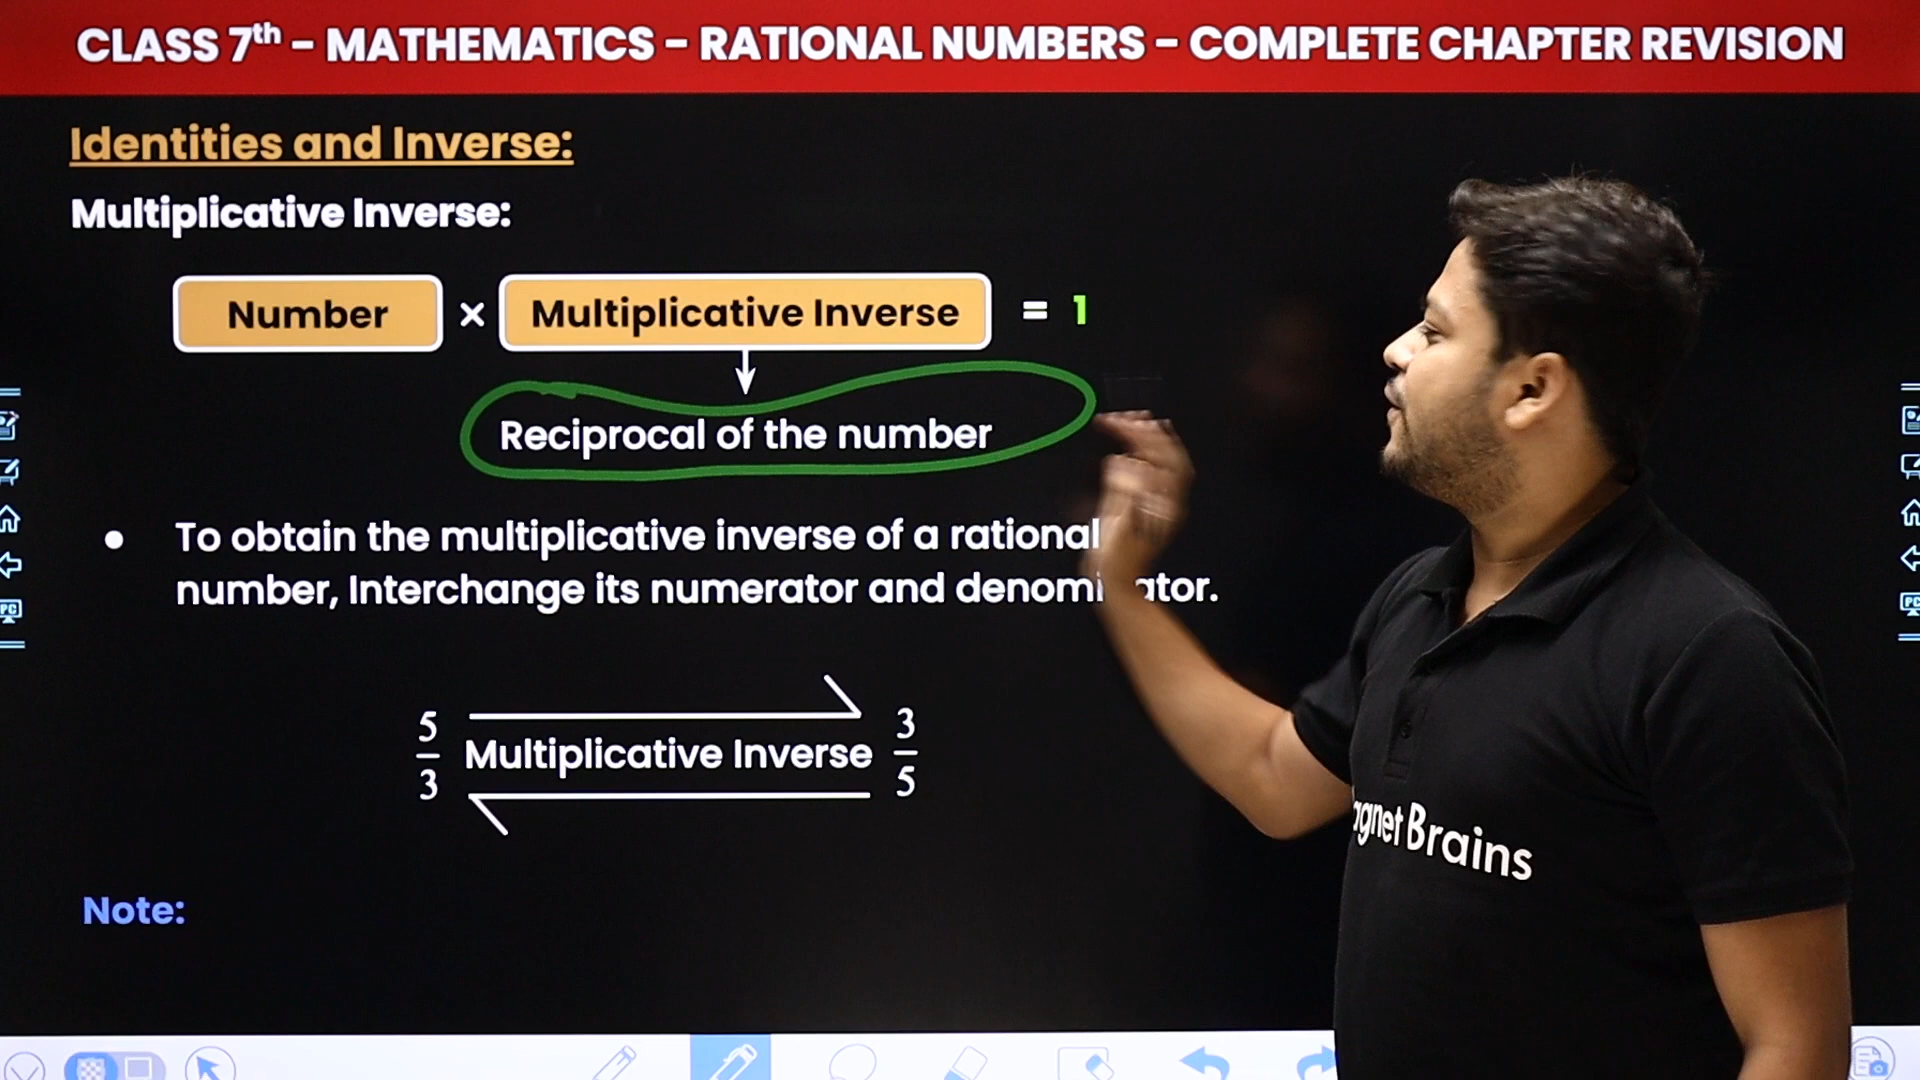 CLASS 7th – MATHEMATICS – RATIONAL NUMBERS – COMPLETE CHAPTER REVISION
Identities and Inverse:
Multiplicative Inverse:
Number × Multiplicative Inverse = 1
Reciprocal of the number
• To obtain the multiplicative inverse of a rational
number, Interchange its numerator and
5/3 Multiplicative Inverse 3/5
Note:
Brains
PC
PC